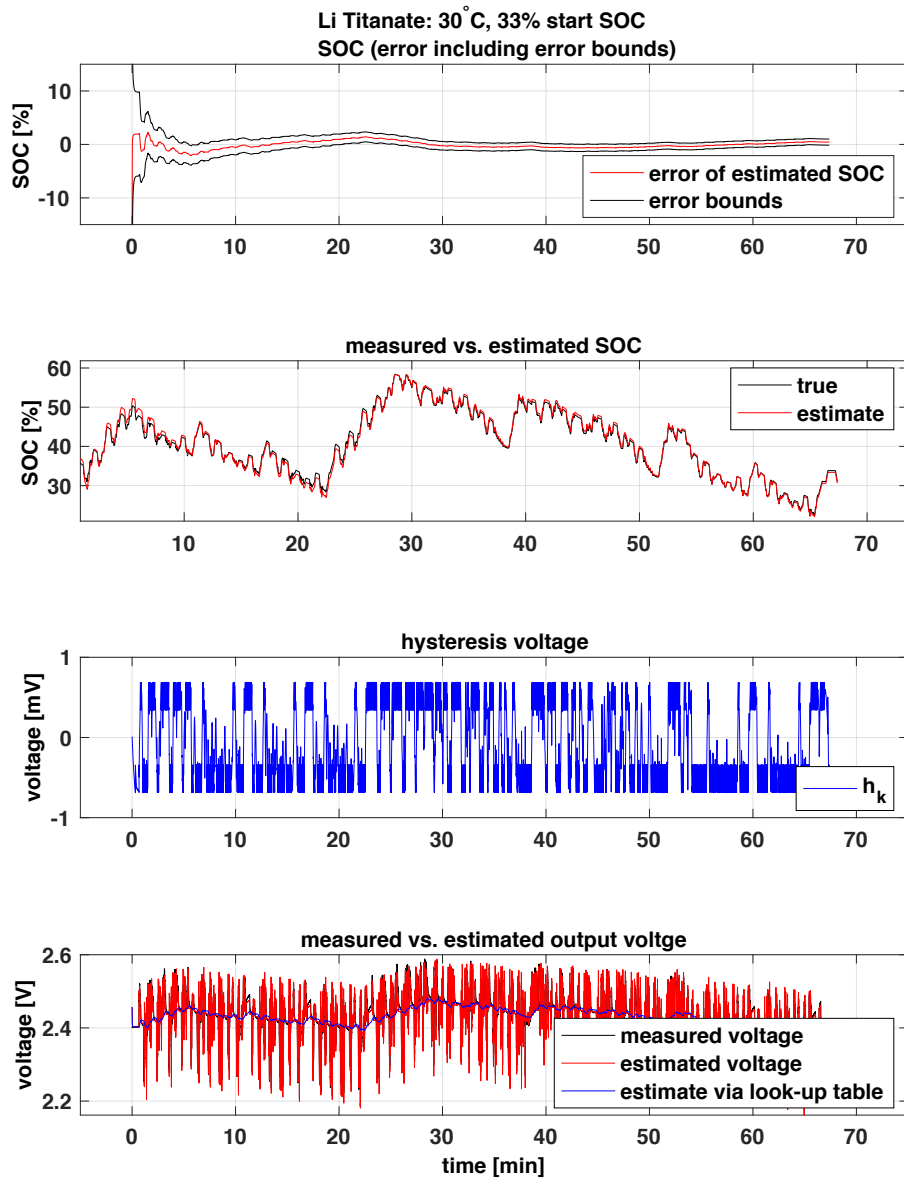 Li Titanate: 30°C, 33% start SOC
SOC (error including error bounds)
SOC [%]
10
0
-10
error of estimated SOC
error bounds
0 10 20 30 40 50 60 70
measured vs. estimated SOC
SOC [%]
60
50
40
30
true
estimate
10 20 30 40 50 60 70
hysteresis voltage
voltage [mV]
1
0
-1
h_k
0 10 20 30 40 50 60 70
measured vs. estimated output voltge
voltage [V]
2.6
2.4
2.2
measured voltage
estimated voltage
estimate via look-up table
0 10 20 30 40 50 60 70
time [min]